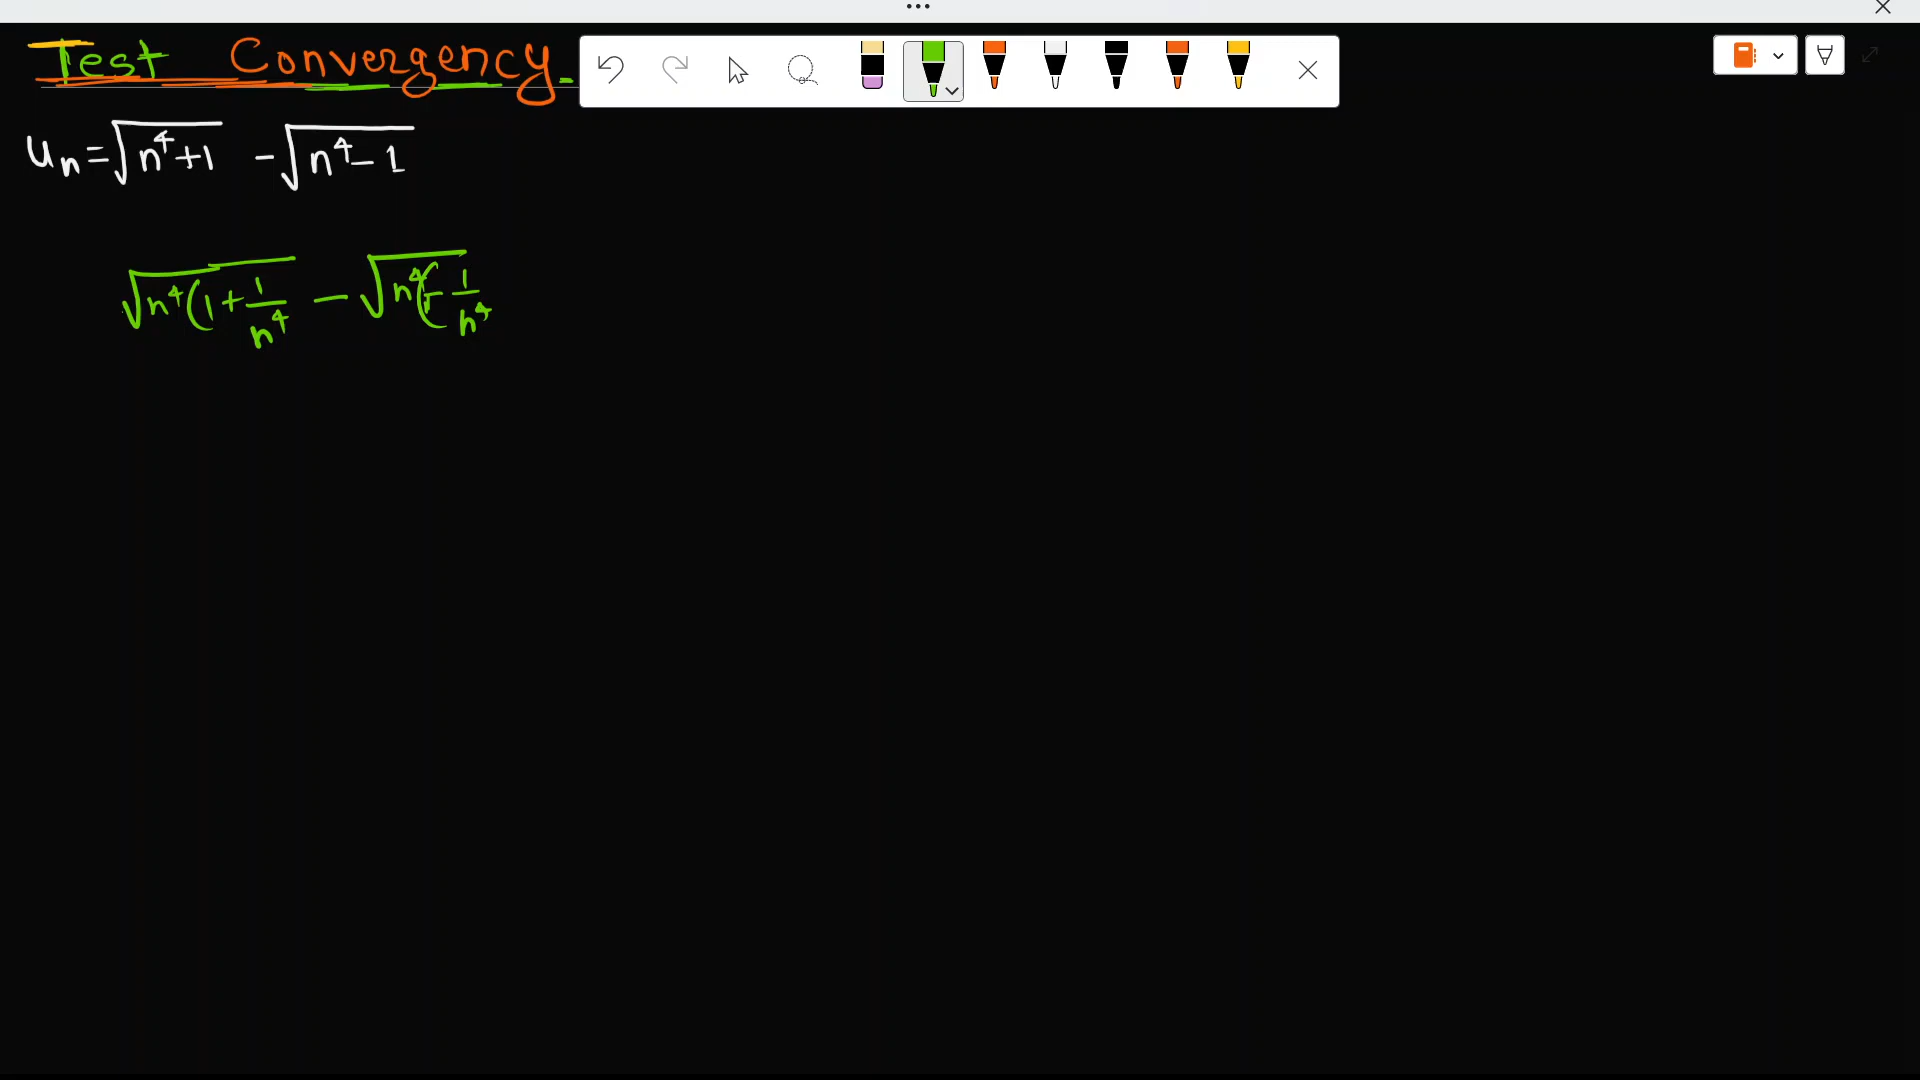 Test Convergency.
uₙ = √(n⁴+1) - √(n⁴-1)
√(n⁴(1+1/n⁴ - √(n⁴(1-1/n⁴